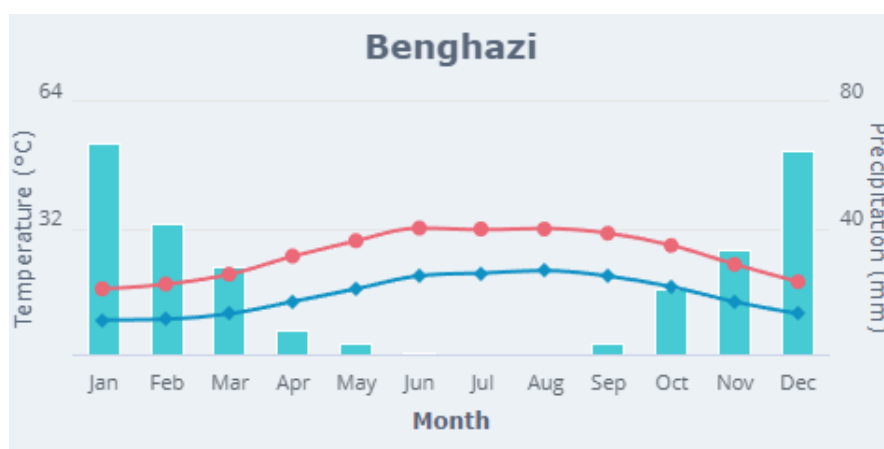 Benghazi
64
80
Temperature (°C)
Precipitation (mm)
32
40
Jan Feb Mar Apr May Jun Jul Aug Sep Oct Nov Dec
Month